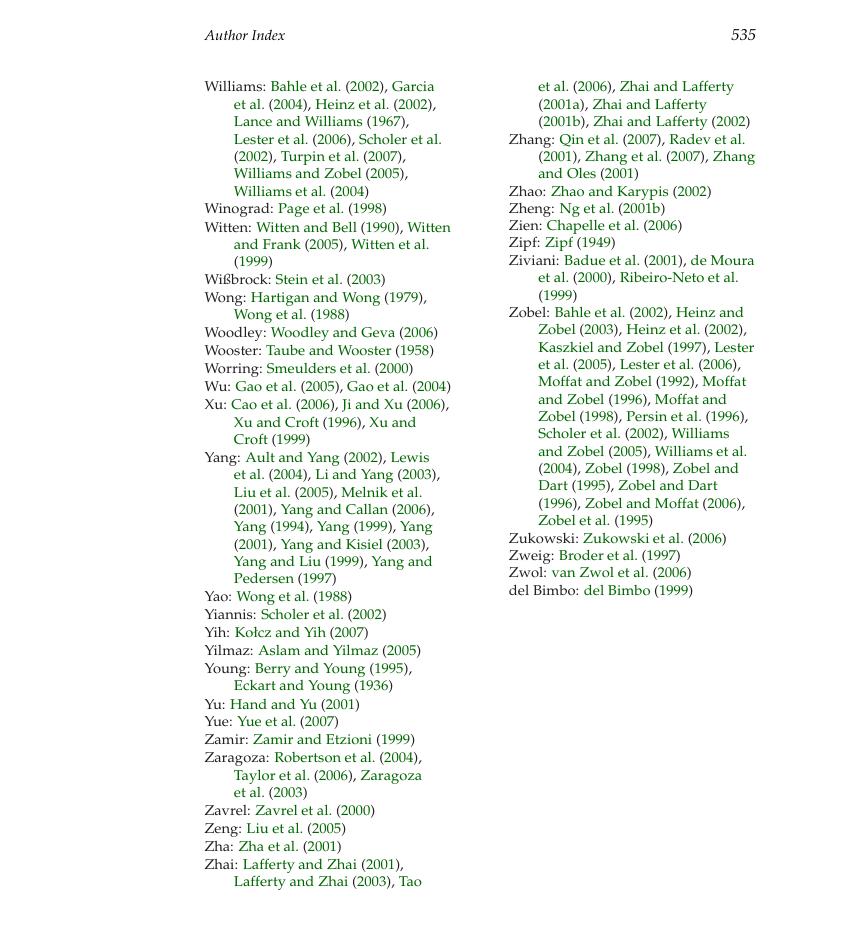 Author Index 535
Williams: Bahle et al. (2002), Garcia
et al. (2004), Heinz et al. (2002),
Lance and Williams (1967),
Lester et al. (2006), Scholer et al.
(2002), Turpin et al. (2007),
Williams and Zobel (2005),
Williams et al. (2004)
Winograd: Page et al. (1998)
Witten: Witten and Bell (1990), Witten
and Frank (2005), Witten et al.
(1999)
Wißbrock: Stein et al. (2003)
Wong: Hartigan and Wong (1979),
Wong et al. (1988)
Woodley: Woodley and Geva (2006)
Wooster: Taube and Wooster (1958)
Worring: Smeulders et al. (2000)
Wu: Gao et al. (2005), Gao et al. (2004)
Xu: Cao et al. (2006), Ji and Xu (2006),
Xu and Croft (1996), Xu and
Croft (1999)
Yang: Ault and Yang (2002), Lewis
et al. (2004), Li and Yang (2003),
Liu et al. (2005), Melnik et al.
(2001), Yang and Callan (2006),
Yang (1994), Yang (1999), Yang
(2001), Yang and Kisiel (2003),
Yang and Liu (1999), Yang and
Pedersen (1997)
Yao: Wong et al. (1988)
Yiannis: Scholer et al. (2002)
Yih: Kołcz and Yih (2007)
Yilmaz: Aslam and Yilmaz (2005)
Young: Berry and Young (1995),
Eckart and Young (1936)
Yu: Hand and Yu (2001)
Yue: Yue et al. (2007)
Zamir: Zamir and Etzioni (1999)
Zaragoza: Robertson et al. (2004),
Taylor et al. (2006), Zaragoza
et al. (2003)
Zavrel: Zavrel et al. (2000)
Zeng: Liu et al. (2005)
Zha: Zha et al. (2001)
Zhai: Lafferty and Zhai (2001),
Lafferty and Zhai (2003), Tao
et al. (2006), Zhai and Lafferty
(2001a), Zhai and Lafferty
(2001b), Zhai and Lafferty (2002)
Zhang: Qin et al. (2007), Radev et al.
(2001), Zhang et al. (2007), Zhang
and Oles (2001)
Zhao: Zhao and Karypis (2002)
Zheng: Ng et al. (2001b)
Zien: Chapelle et al. (2006)
Zipf: Zipf (1949)
Ziviani: Badue et al. (2001), de Moura
et al. (2000), Ribeiro-Neto et al.
(1999)
Zobel: Bahle et al. (2002), Heinz and
Zobel (2003), Heinz et al. (2002),
Kaszkiel and Zobel (1997), Lester
et al. (2005), Lester et al. (2006),
Moffat and Zobel (1992), Moffat
and Zobel (1996), Moffat and
Zobel (1998), Persin et al. (1996),
Scholer et al. (2002), Williams
and Zobel (2005), Williams et al.
(2004), Zobel (1998), Zobel and
Dart (1995), Zobel and Dart
(1996), Zobel and Moffat (2006),
Zobel et al. (1995)
Zukowski: Zukowski et al. (2006)
Zweig: Broder et al. (1997)
Zwol: van Zwol et al. (2006)
del Bimbo: del Bimbo (1999)